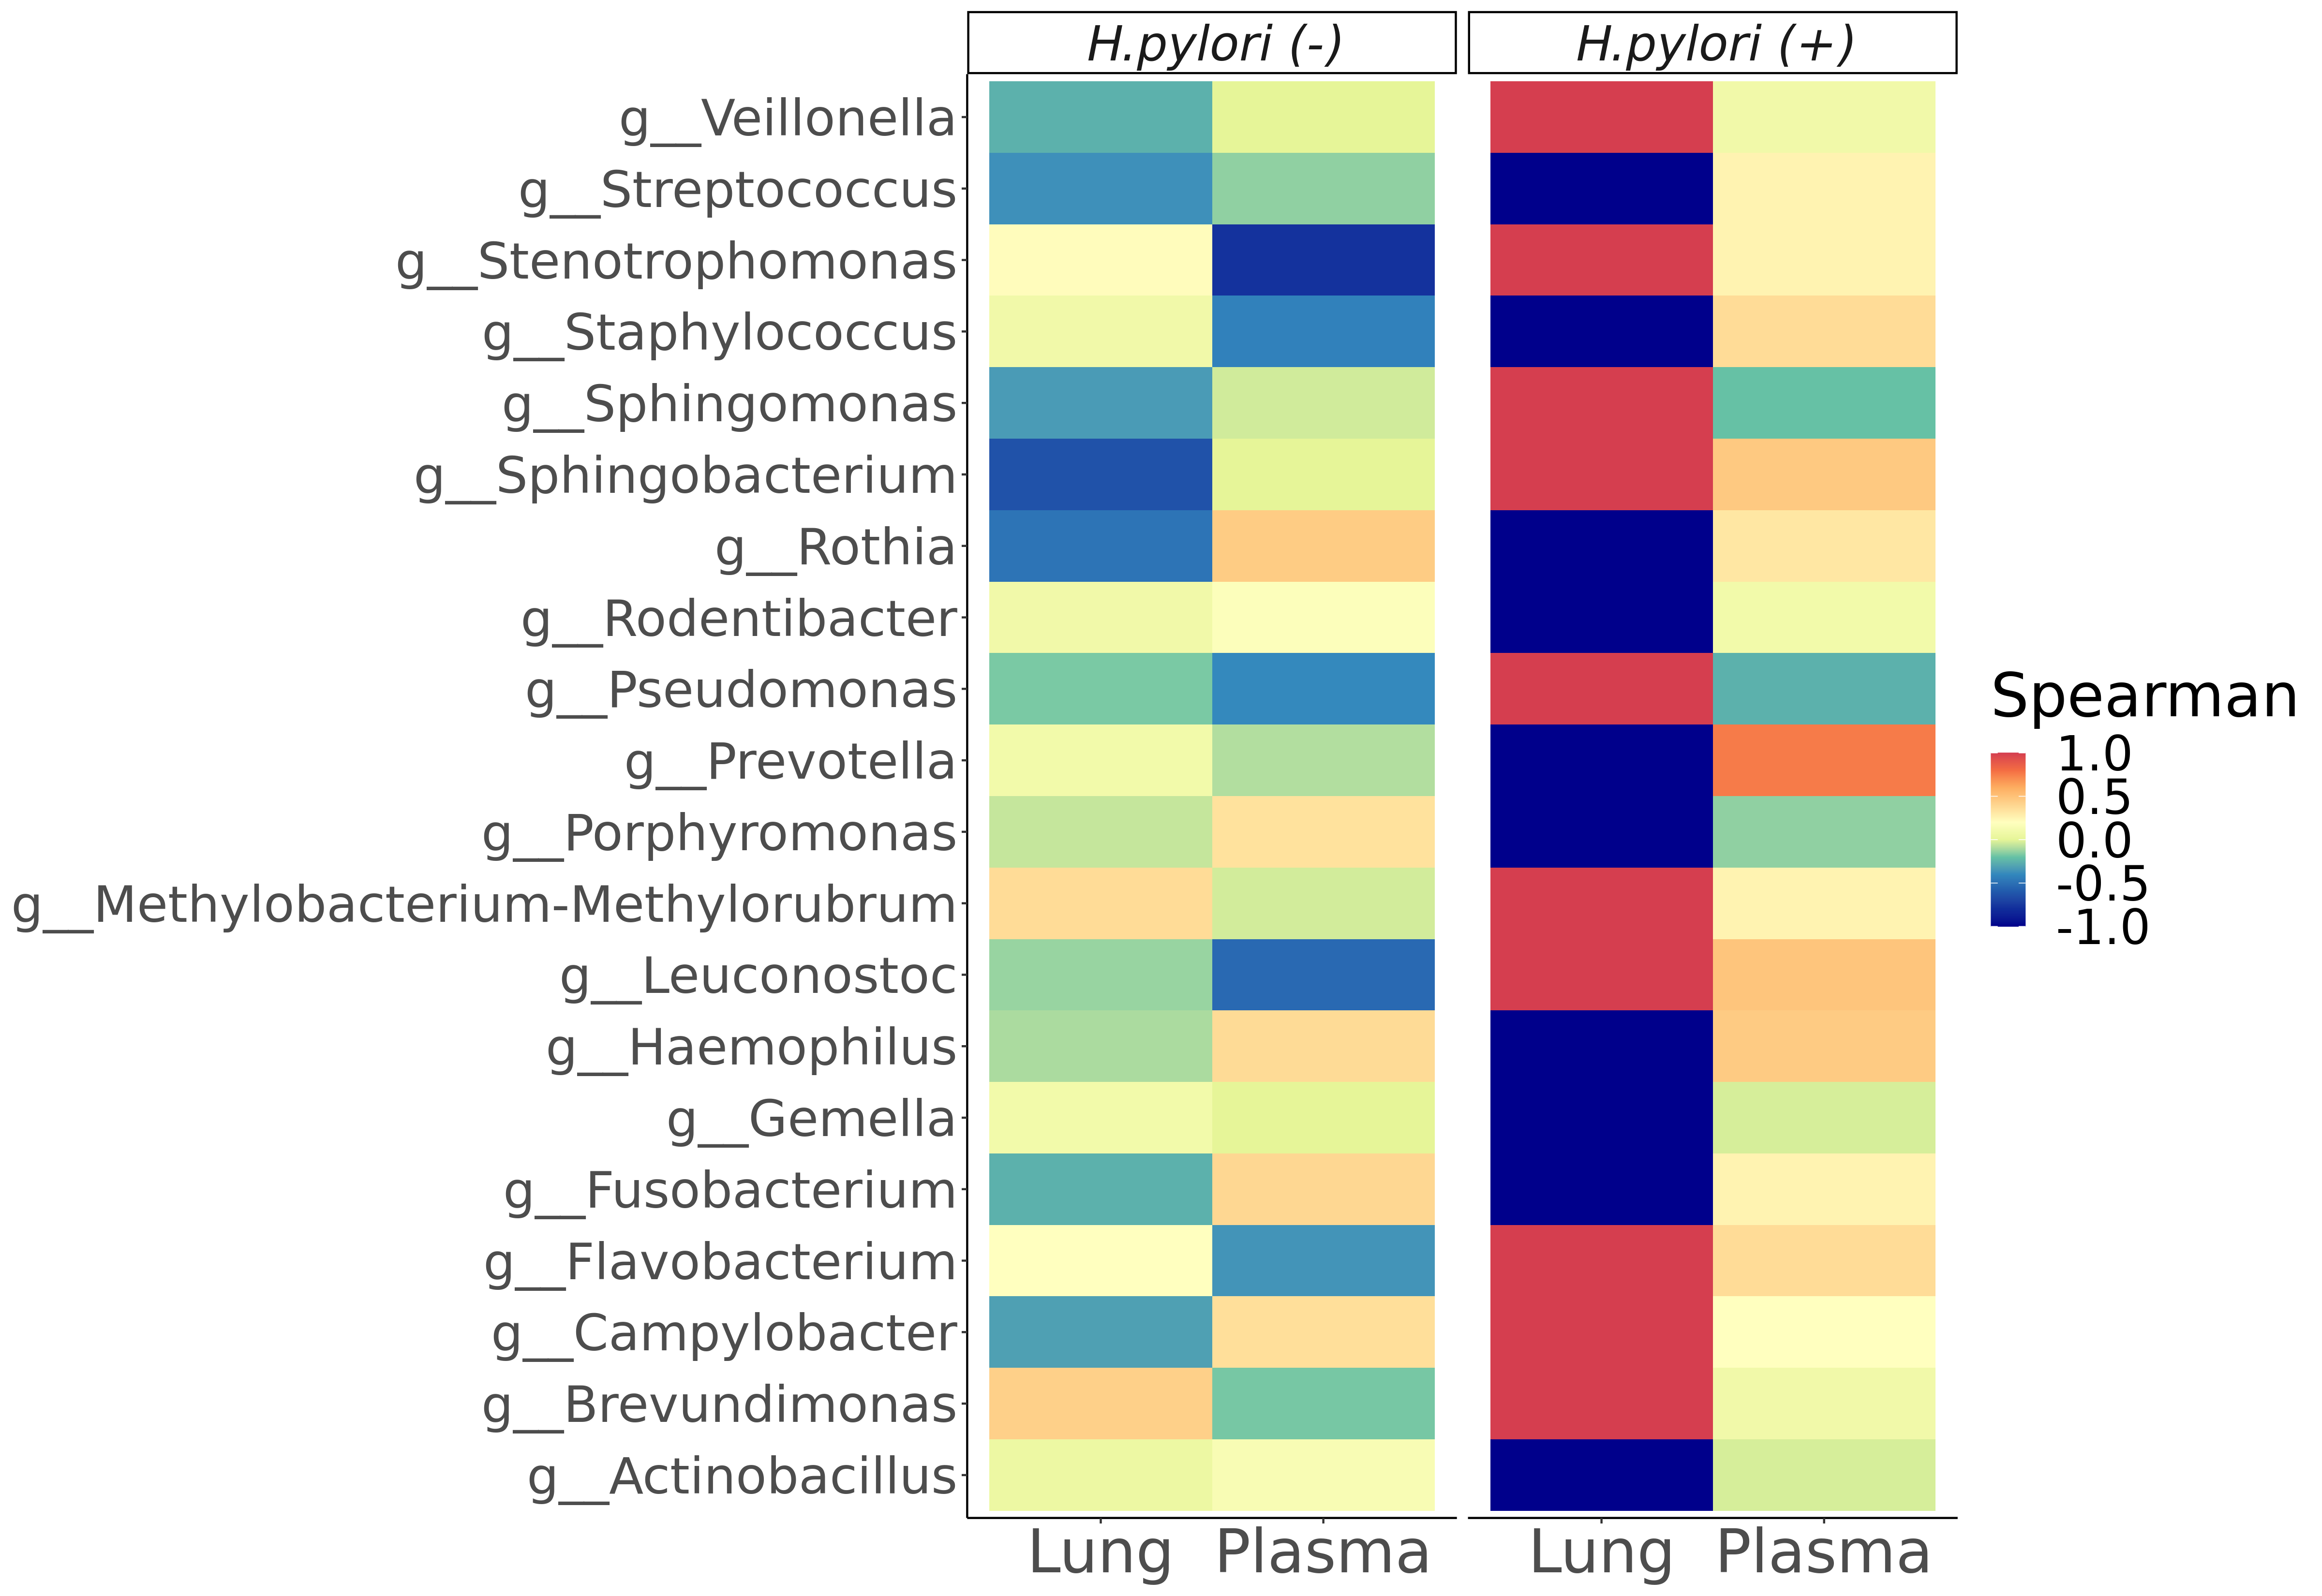 H.pylori (-)
H.pylori (+)
g__Veillonella
g__Streptococcus
g__Stenotrophomonas
g__Staphylococcus
g__Sphingomonas
g__Sphingobacterium
g__Rothia
g__Rodentibacter
g__Pseudomonas
g__Prevotella
g__Porphyromonas
g__Methylobacterium-Methylorubrum
g__Leuconostoc
g__Haemophilus
g__Gemella
g__Fusobacterium
g__Flavobacterium
g__Campylobacter
g__Brevundimonas
g__Actinobacillus
Lung Plasma
Lung Plasma
Spearman
1.0
0.5
0.0
-0.5
-1.0